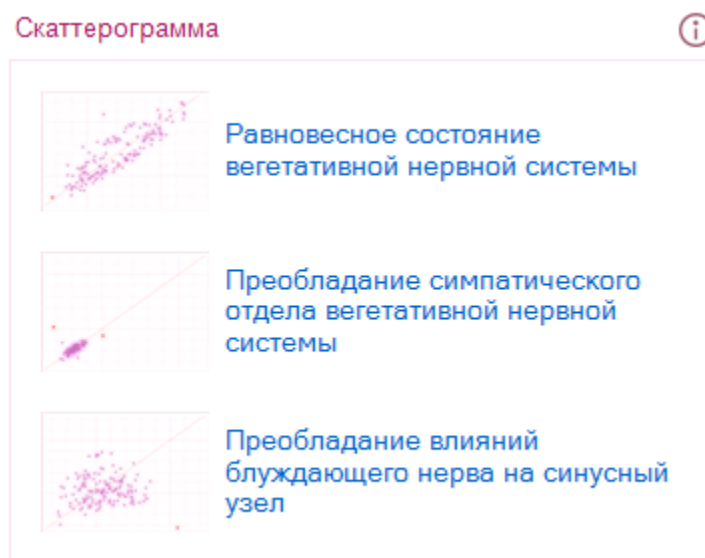 Скаттерограмма
Равновесное состояние
вегетативной нервной системы
Преобладание симпатического
отдела вегетативной нервной
системы
Преобладание влияний
блуждающего нерва на синусный
узел